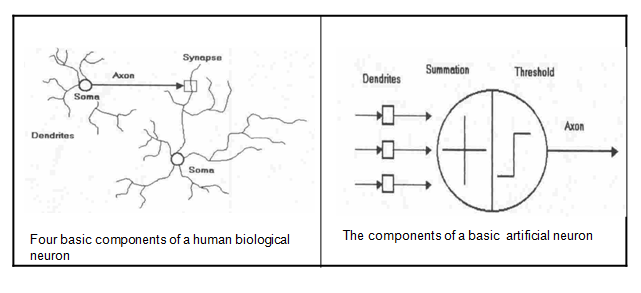 Synapse
Axon
Soma
Dendrites
Soma
Four basic components of a human biological
neuron
Dendrites
Summation
Threshold
Axon
The components of a basic artificial neuron